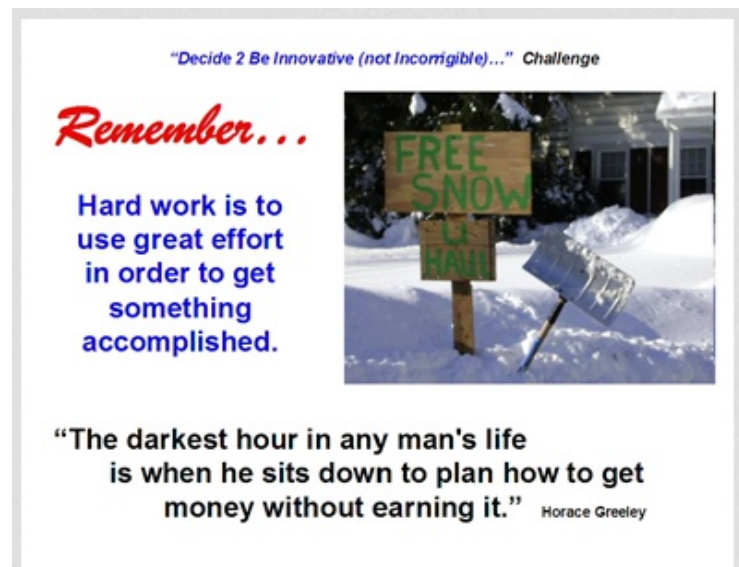 “Decide 2 Be Innovative (not Incorrigible)…” Challenge
Remember...
Hard work is to
use great effort
in order to get
something
accomplished.
FREE
SNOW
U
HAUL
“The darkest hour in any man's life
is when he sits down to plan how to get
money without earning it.” Horace Greeley